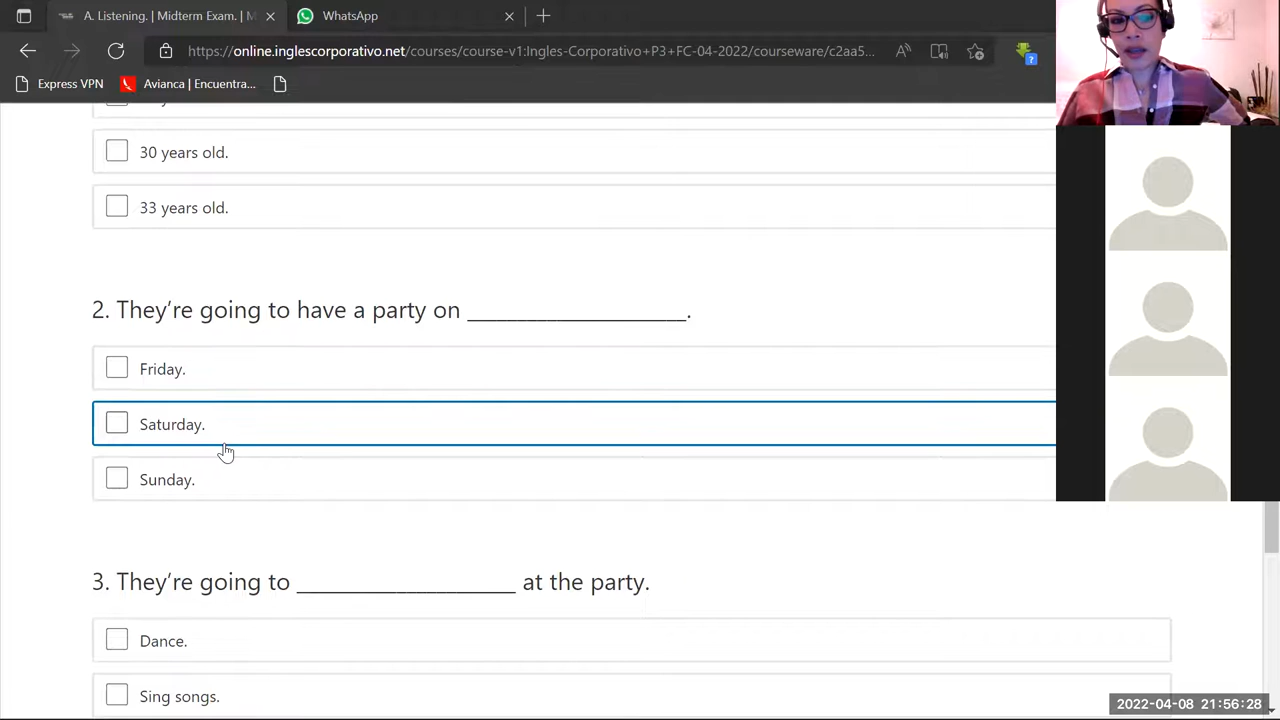 A. Listening. | Midterm Exam. | M
WhatsApp
https://online.inglescorporativo.net/courses/course-v1:Ingles-Corporativo+P3+FC-04-2022/courseware/c2aa5...
Express VPN
Avianca | Encuentra...
30 years old.
33 years old.
2. They're going to have a party on ____________________.
Friday.
Saturday.
Sunday.
3. They're going to ____________________ at the party.
Dance.
Sing songs.
2022-04-08 21:56:28